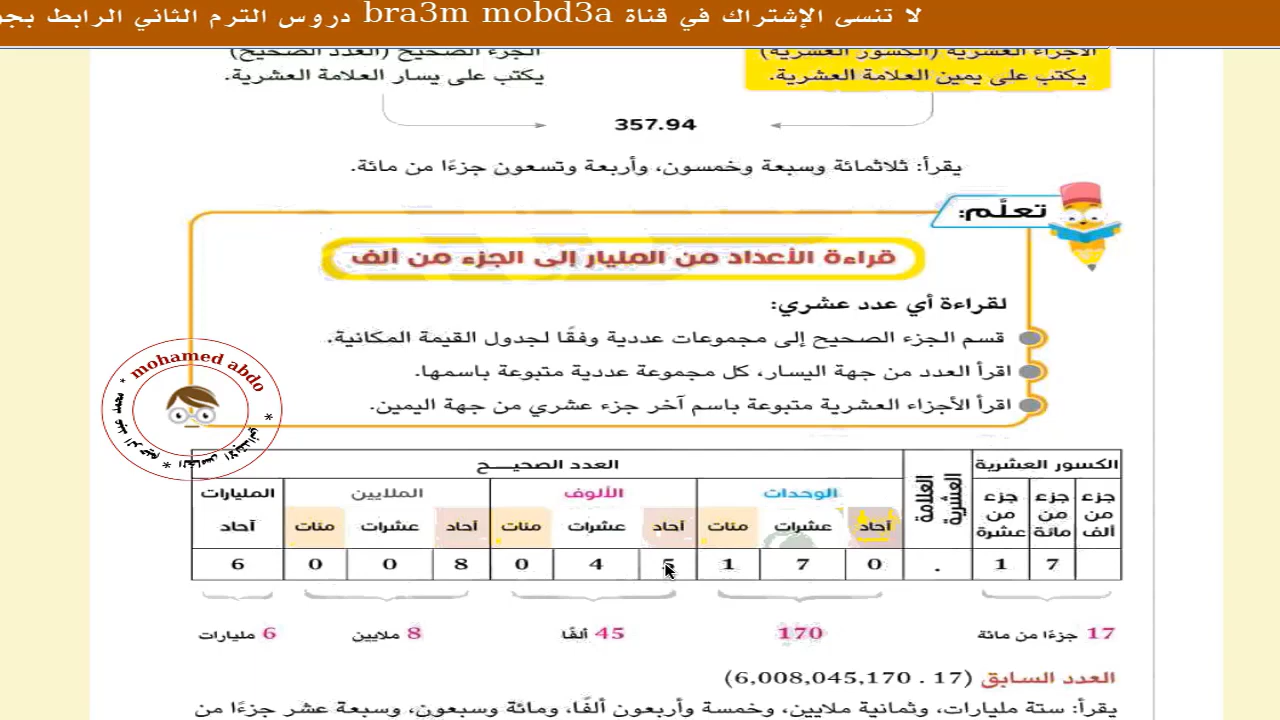 لا تنسى الإشتراك في قناة bra3m mobd3a دروس الترم الثاني الرابط بجو
الأجزاء العشرية (الكسور العشرية)
يكتب على يمين العلامة العشرية.
الجزء الصحيح (العدد الصحيح)
يكتب على يسار العلامة العشرية.
357.94
يقرأ: ثلاثمائة وسبعة وخمسون، وأربعة وتسعون جزءًا من مائة.
تعلَّم:
قراءة الأعداد من المليار إلى الجزء من ألف
لقراءة أي عدد عشري:
قسم الجزء الصحيح إلى مجموعات عددية وفقًا لجدول القيمة المكانية.
اقرأ العدد من جهة اليسار، كل مجموعة عددية متبوعة باسمها.
اقرأ الأجزاء العشرية متبوعة باسم آخر جزء عشري من جهة اليمين.
mohamed abdo
الكسور العشرية العلامة العشرية العدد الصحيـــح
الوحدات الألوف الملايين المليارات
جزء من ألف جزء من مائة جزء من عشرة آحاد عشرات مئات آحاد عشرات مئات آحاد عشرات مئات آحاد
7 1 . 0 7 1 5 4 0 8 0 0 6
17 جزءًا من مائة 170 45 ألفًا 8 ملايين 6 مليارات
العدد السابق (6,008,045,170 . 17)
يقرأ: ستة مليارات، وثمانية ملايين، وخمسة وأربعون ألفًا، ومائة وسبعون، وسبعة عشر جزءًا من